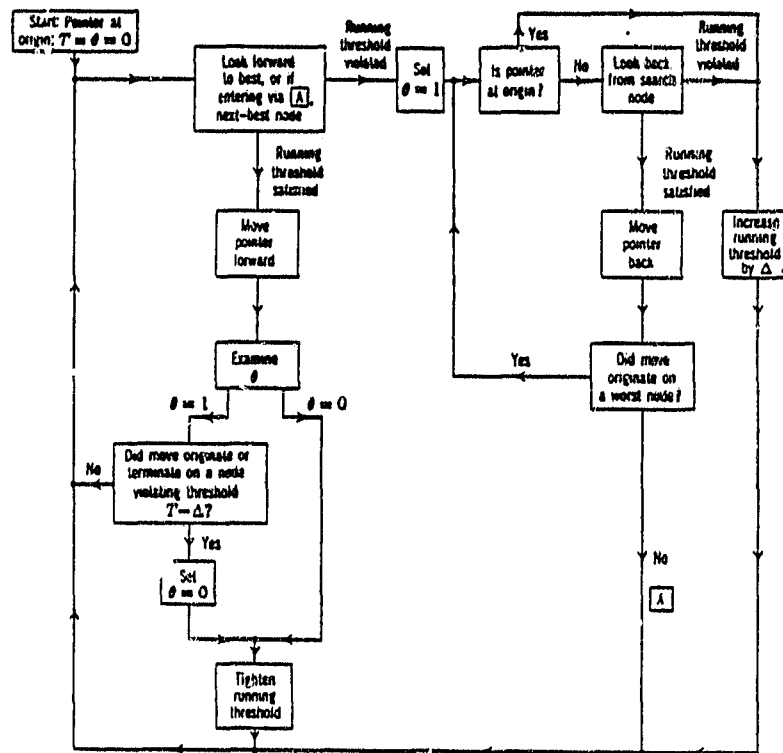 Start: Pointer at
origin; T = θ = 0
Look forward
to best, or if
entering via A,
next-best node
Running
threshold
violated
Set
θ = 1
Yes
Is pointer
at origin?
No
Look back
from search
node
Running
threshold
violated
Running
threshold
satisfied
Running
threshold
satisfied
Move
pointer
forward
Move
pointer
back
Increase
running
threshold
by Δ
Examine
θ
Yes
Did move
originate on
a worst node?
θ = 1
θ = 0
No
Did move originate or
terminate on a node
violating threshold
T − Δ?
Yes
Set
θ = 0
No
A
Tighten
running
threshold